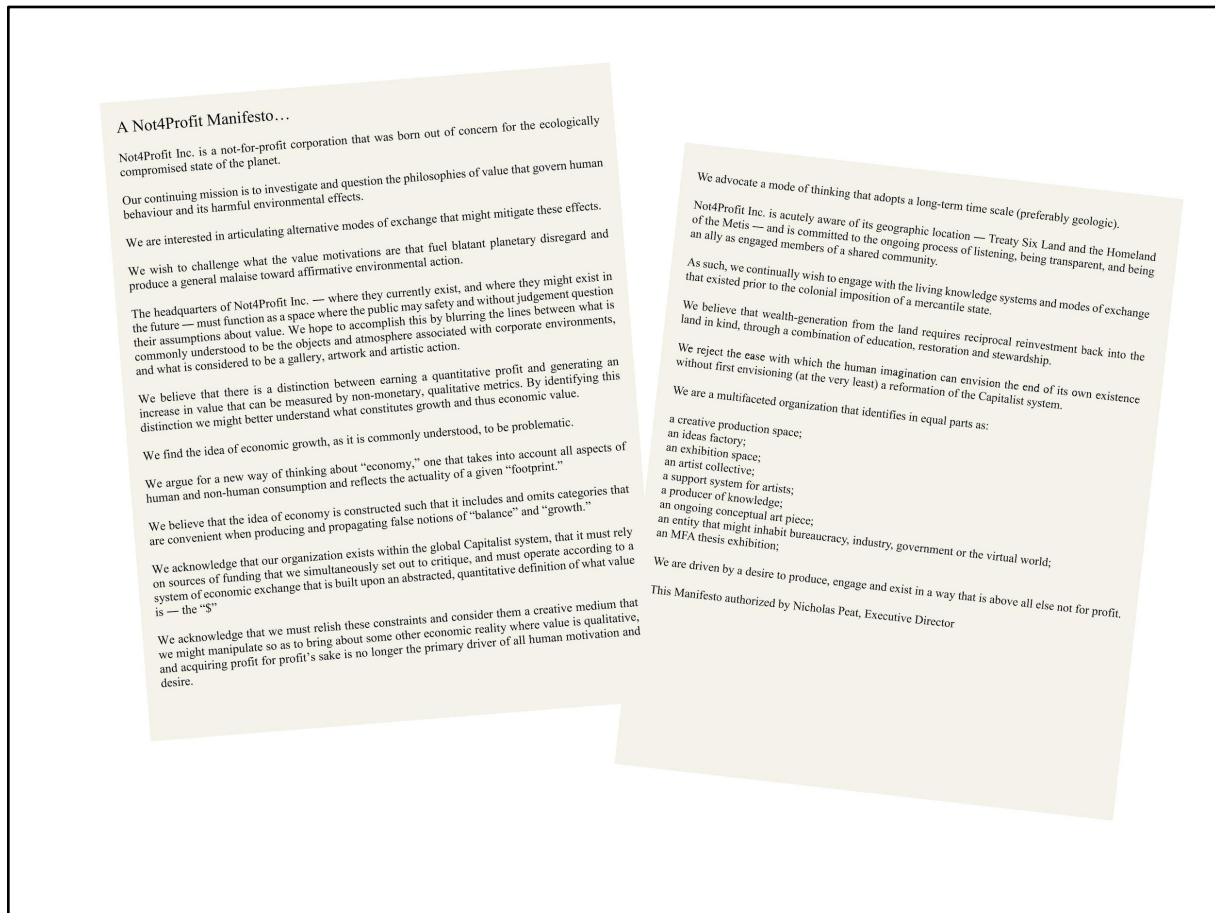 A Not4Profit Manifesto…
Not4Profit Inc. is a not-for-profit corporation that was born out of concern for the ecologically
compromised state of the planet.
Our continuing mission is to investigate and question the philosophies of value that govern human
behaviour and its harmful environmental effects.
We are interested in articulating alternative modes of exchange that might mitigate these effects.
We wish to challenge what the value motivations are that fuel blatant planetary disregard and
produce a general malaise toward affirmative environmental action.
The headquarters of Not4Profit Inc. — where they currently exist, and where they might exist in
the future — must function as a space where the public may safety and without judgement question
their assumptions about value. We hope to accomplish this by blurring the lines between what is
commonly understood to be the objects and atmosphere associated with corporate environments,
and what is considered to be a gallery, artwork and artistic action.
We believe that there is a distinction between earning a quantitative profit and generating an
increase in value that can be measured by non-monetary, qualitative metrics. By identifying this
distinction we might better understand what constitutes growth and thus economic value.
We find the idea of economic growth, as it is commonly understood, to be problematic.
We argue for a new way of thinking about “economy,” one that takes into account all aspects of
human and non-human consumption and reflects the actuality of a given “footprint.”
We believe that the idea of economy is constructed such that it includes and omits categories that
are convenient when producing and propagating false notions of “balance” and “growth.”
We acknowledge that our organization exists within the global Capitalist system, that it must rely
on sources of funding that we simultaneously set out to critique, and must operate according to a
system of economic exchange that is built upon an abstracted, quantitative definition of what value
is — the “$”
We acknowledge that we must relish these constraints and consider them a creative medium that
we might manipulate so as to bring about some other economic reality where value is qualitative,
and acquiring profit for profit’s sake is no longer the primary driver of all human motivation and
desire.
We advocate a mode of thinking that adopts a long-term time scale (preferably geologic).
Not4Profit Inc. is acutely aware of its geographic location — Treaty Six Land and the Homeland
of the Metis — and is committed to the ongoing process of listening, being transparent, and being
an ally as engaged members of a shared community.
As such, we continually wish to engage with the living knowledge systems and modes of exchange
that existed prior to the colonial imposition of a mercantile state.
We believe that wealth-generation from the land requires reciprocal reinvestment back into the
land in kind, through a combination of education, restoration and stewardship.
We reject the ease with which the human imagination can envision the end of its own existence
without first envisioning (at the very least) a reformation of the Capitalist system.
We are a multifaceted organization that identifies in equal parts as:
a creative production space;
an ideas factory;
an exhibition space;
an artist collective;
a support system for artists;
a producer of knowledge;
an ongoing conceptual art piece;
an entity that might inhabit bureaucracy, industry, government or the virtual world;
an MFA thesis exhibition;
We are driven by a desire to produce, engage and exist in a way that is above all else not for profit.
This Manifesto authorized by Nicholas Peat, Executive Director